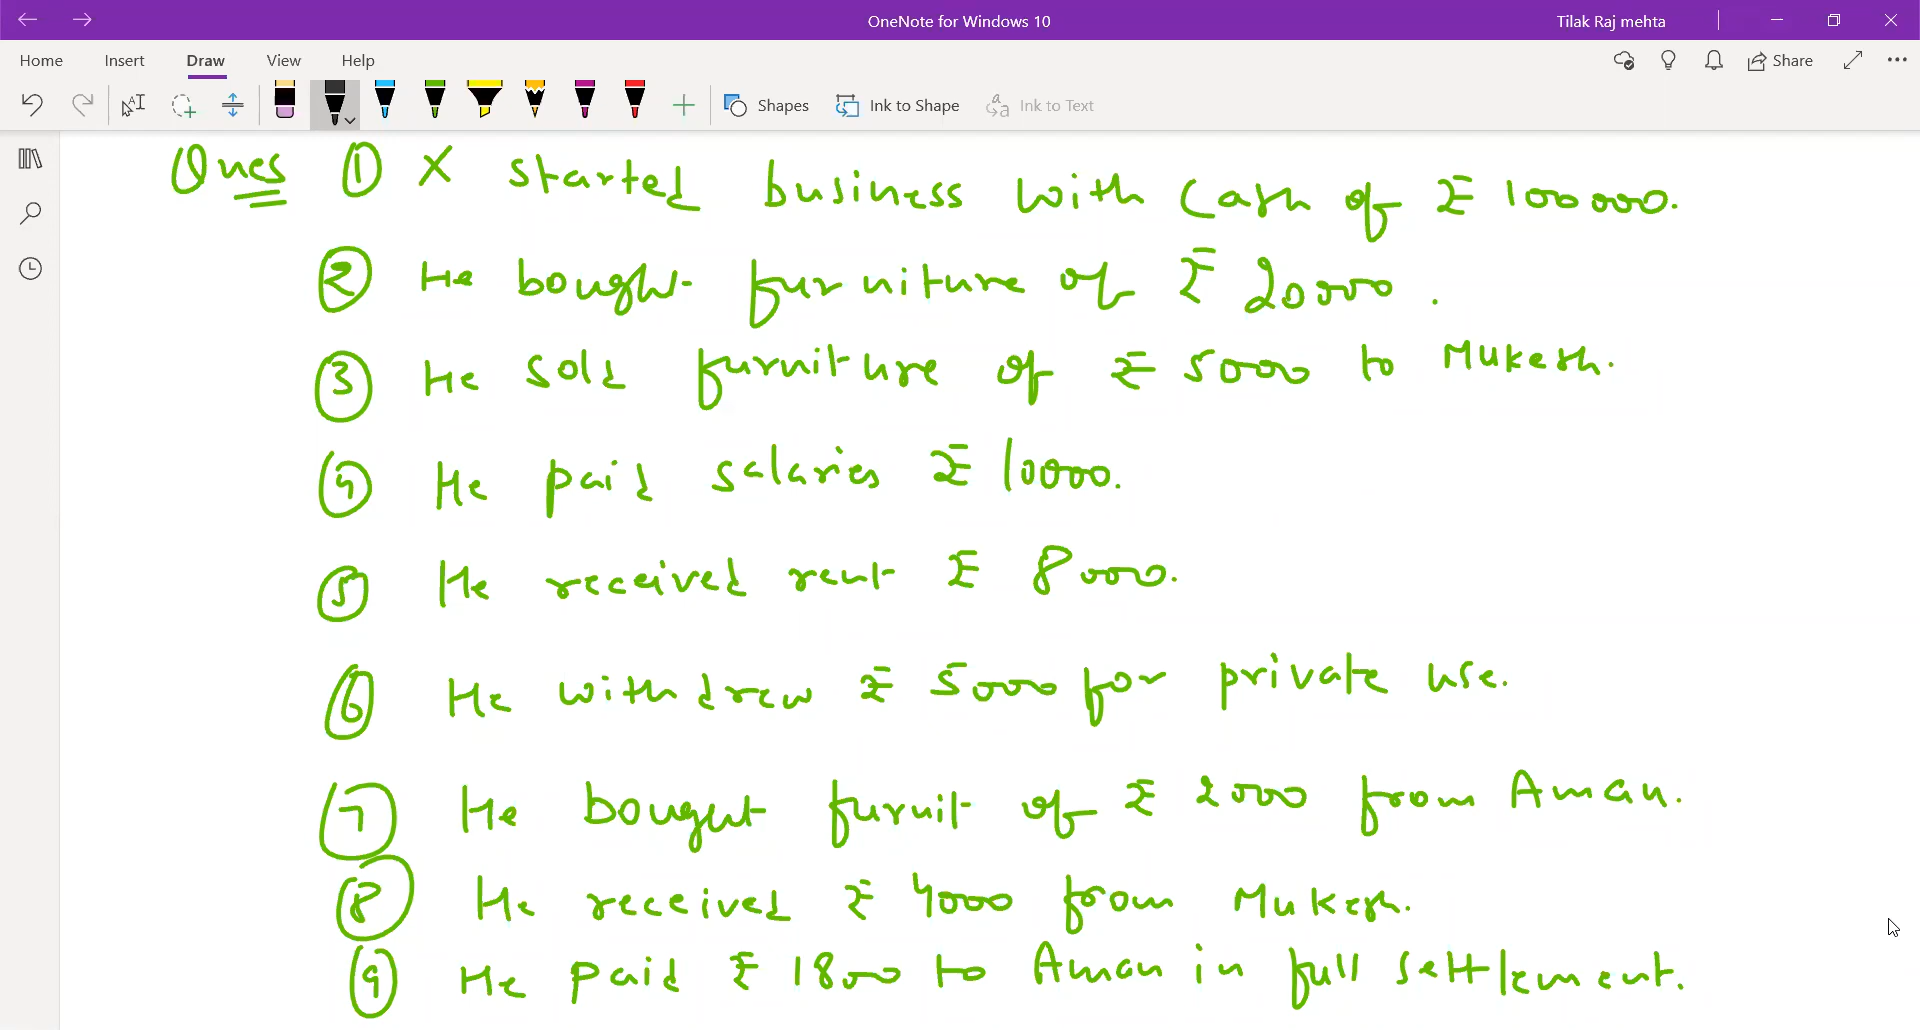 OneNote for Windows 10
Tilak Raj mehta
Home Insert Draw View Help
Share
Shapes Ink to Shape Ink to Text
Ques ① X started business with Cash of ₹ 100000.
② He bought furniture of ₹ 20000.
③ He sold furniture of ₹ 5000 to Mukesh.
④ He paid salaries ₹ 10000.
⑤ He received rent ₹ 8000.
⑥ He withdrew ₹ 5000 for private use.
⑦ He bought furnit of ₹ 2000 from Aman.
⑧ He received ₹ 4000 from Mukesh.
⑨ He paid ₹ 1800 to Aman in full settlement.